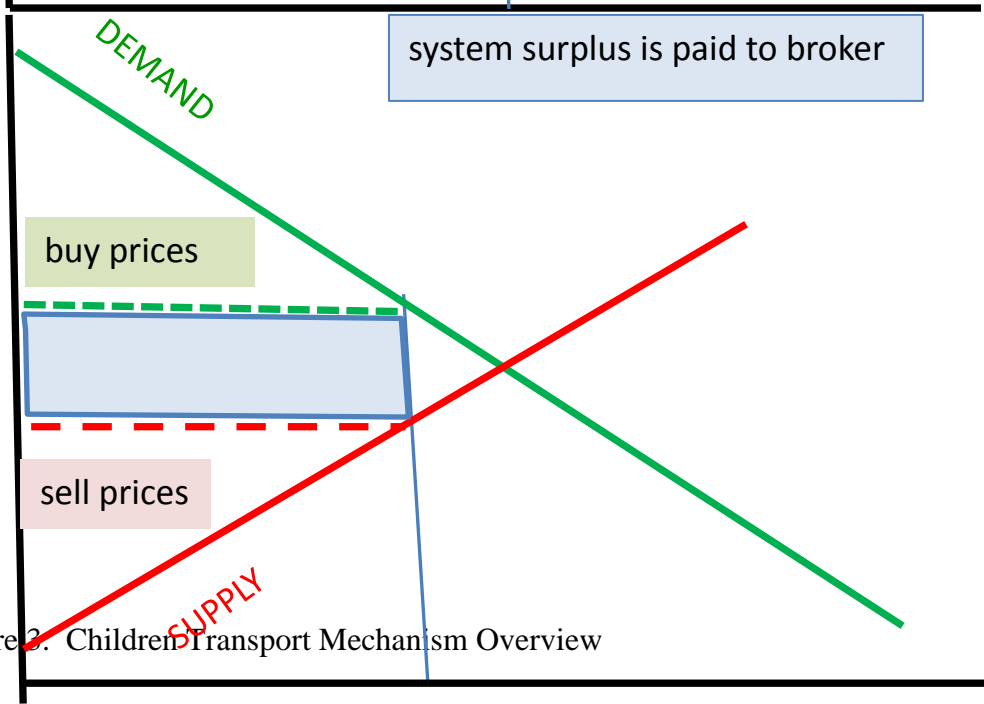 DEMAND
system surplus is paid to broker
buy prices
sell prices
SUPPLY
re 3. Children Transport Mechanism Overview